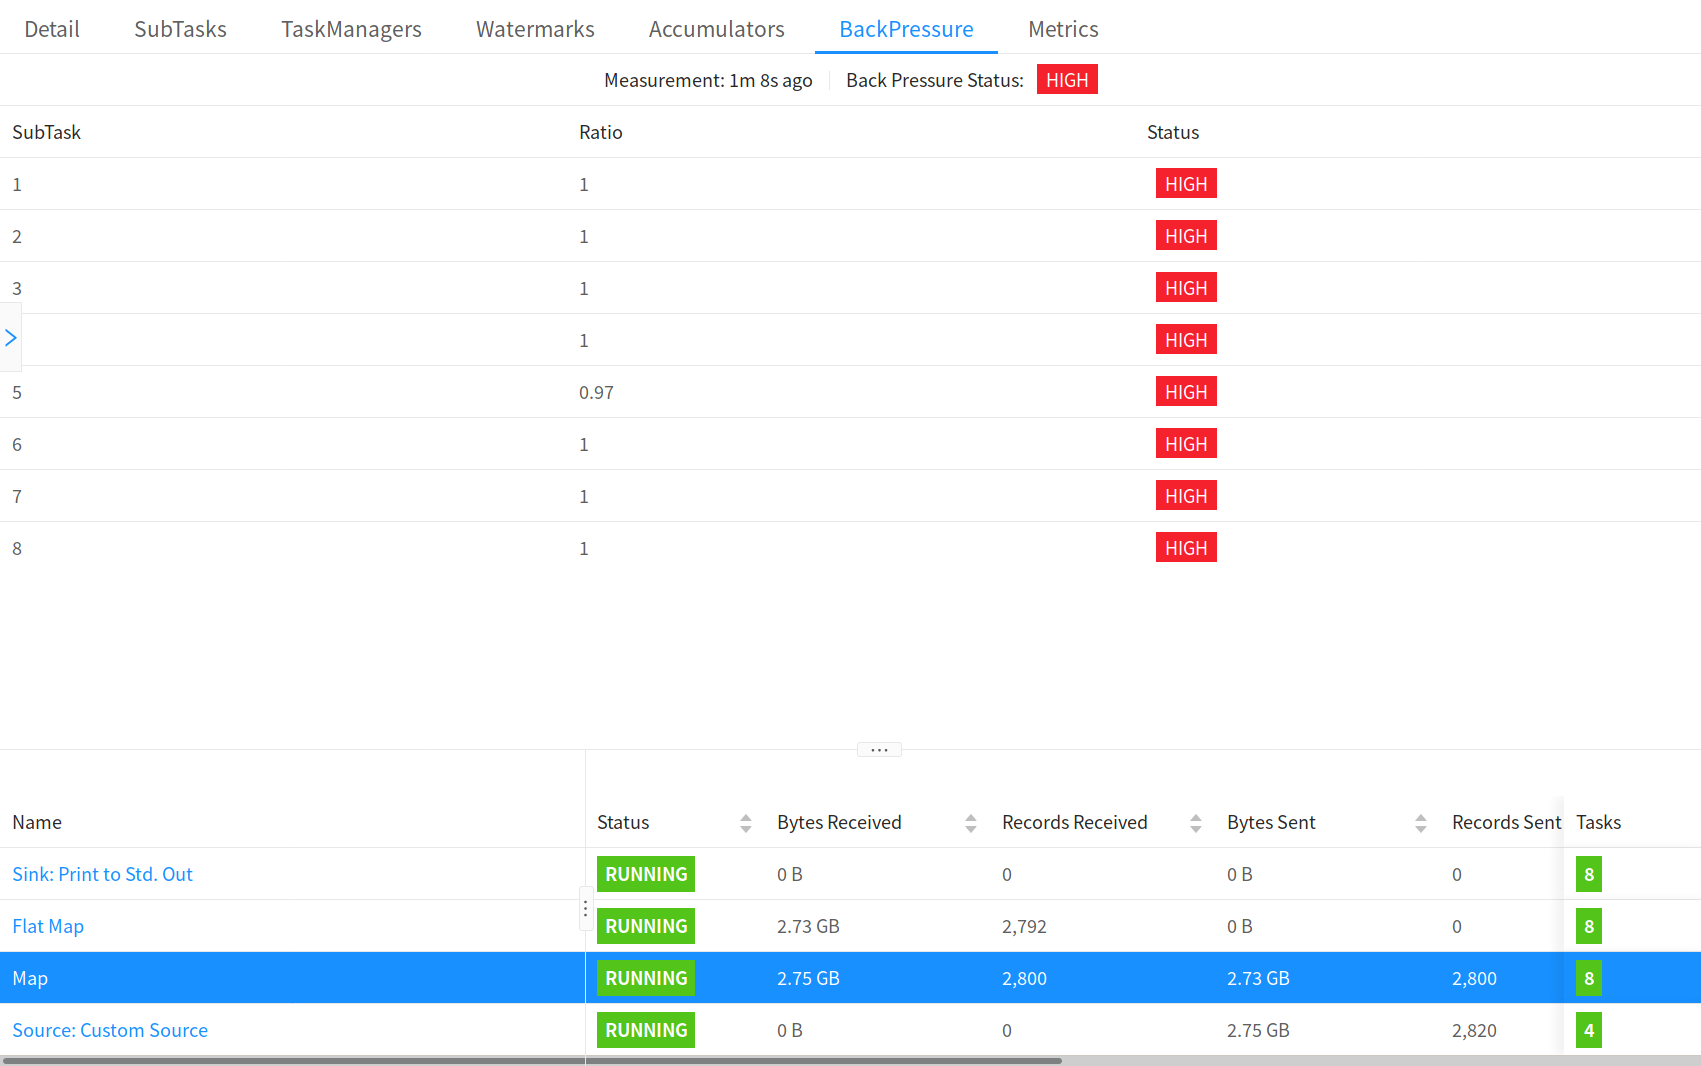 Detail SubTasks TaskManagers Watermarks Accumulators BackPressure Metrics
Measurement: 1m 8s ago Back Pressure Status: HIGH
SubTask Ratio Status
1 1 HIGH
2 1 HIGH
3 1 HIGH
1 HIGH
5 0.97 HIGH
6 1 HIGH
7 1 HIGH
8 1 HIGH
Name Status Bytes Received Records Received Bytes Sent Records Sent Tasks
Sink: Print to Std. Out RUNNING 0 B 0 0 B 0 8
Flat Map RUNNING 2.73 GB 2,792 0 B 0 8
Map RUNNING 2.75 GB 2,800 2.73 GB 2,800 8
Source: Custom Source RUNNING 0 B 0 2.75 GB 2,820 4